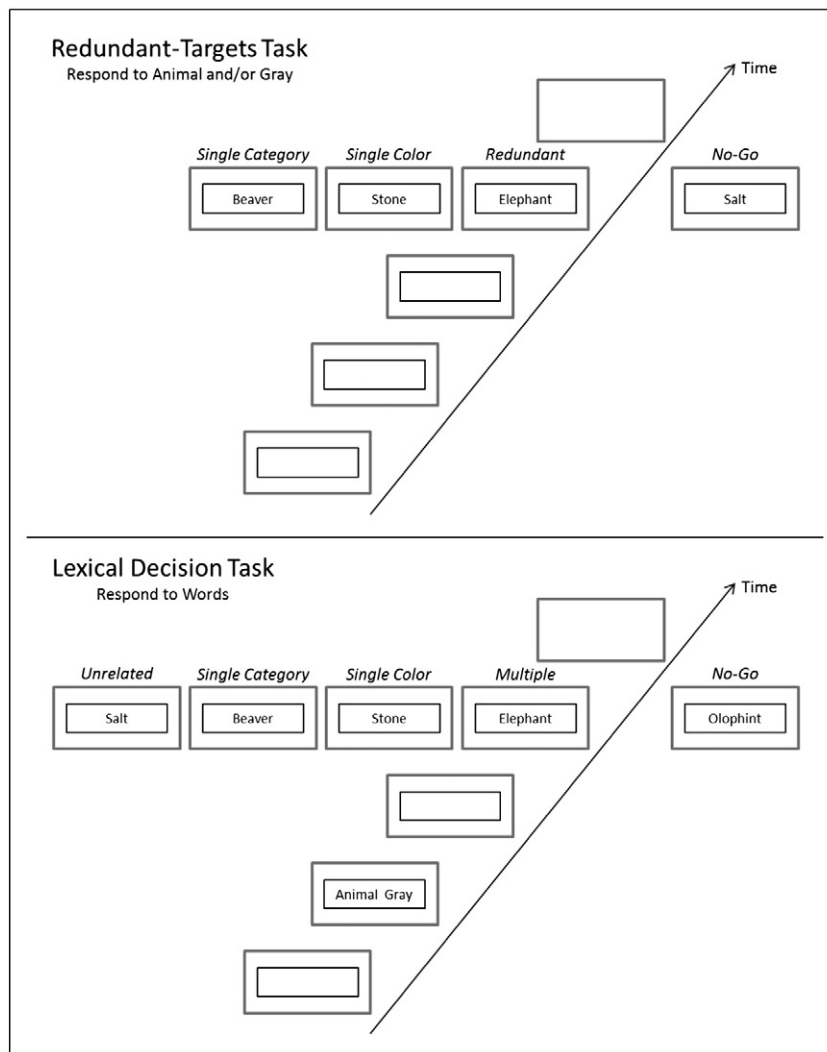 Redundant-Targets Task
Respond to Animal and/or Gray
Time
Single Category Single Color Redundant No-Go
Beaver Stone Elephant Salt
Lexical Decision Task
Respond to Words
Time
Unrelated Single Category Single Color Multiple No-Go
Salt Beaver Stone Elephant Olophint
Animal Gray